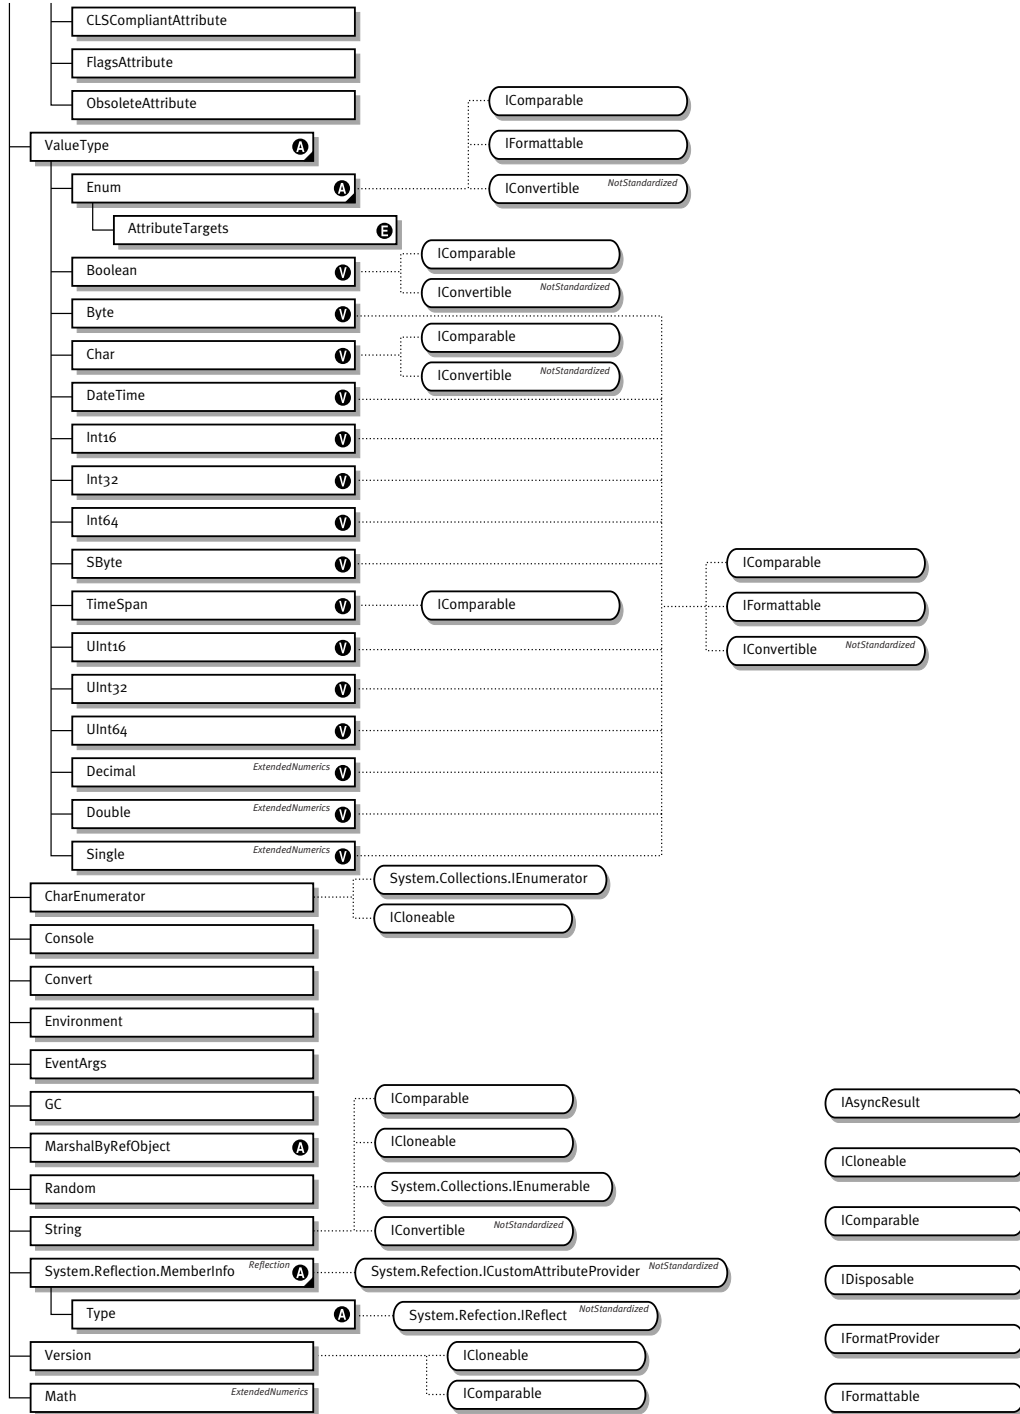 CLSCompliantAttribute
FlagsAttribute
ObsoleteAttribute
IComparable
ValueType A
IFormattable
Enum A
IConvertible NotStandardized
AttributeTargets E
IComparable
Boolean V
IConvertible NotStandardized
Byte V
IComparable
Char V
IConvertible NotStandardized
DateTime V
Int16 V
Int32 V
Int64 V
SByte V
IComparable
TimeSpan V
IComparable
IFormattable
UInt16 V
IConvertible NotStandardized
UInt32 V
UInt64 V
Decimal ExtendedNumerics V
Double ExtendedNumerics V
Single ExtendedNumerics V
System.Collections.IEnumerator
CharEnumerator
ICloneable
Console
Convert
Environment
EventArgs
IComparable
IAsyncResult
GC
ICloneable
MarshalByRefObject A
ICloneable
Random
System.Collections.IEnumerable
IComparable
String
IConvertible NotStandardized
System.Reflection.MemberInfo Reflection A
System.Refection.ICustomAttributeProvider NotStandardized
IDisposable
Type A
System.Refection.IReflect NotStandardized
IFormatProvider
Version
ICloneable
IComparable
Math ExtendedNumerics
IFormattable